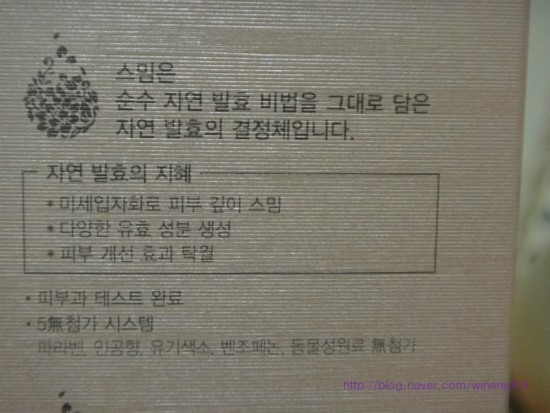 스밈은
순수 자연 발효 비법을 그대로 담은
자연 발효의 결정체입니다.
자연 발효의 지혜
* 미세입자화로 피부 깊이 스밈
* 다양한 유효 성분 생성
* 피부 개선 효과 탁월
• 피부과 테스트 완료
• 5無첨가 시스템
파라벤, 인공향, 유기색소, 벤조페논, 동물성원료 無첨가